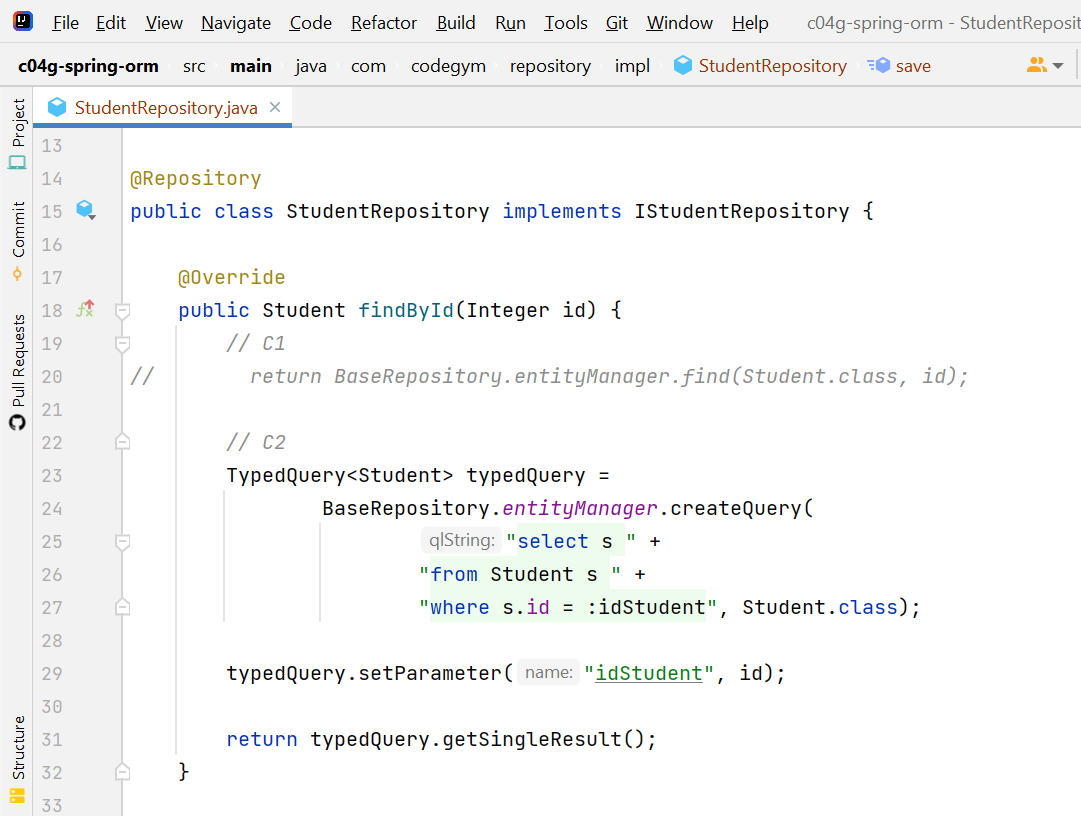 File Edit View Navigate Code Refactor Build Run Tools Git Window Help c04g-spring-orm - StudentReposit
c04g-spring-orm src main java com codegym repository impl StudentRepository save
StudentRepository.java
Project
Commit
Pull Requests
Structure
13
14 @Repository
15 public class StudentRepository implements IStudentRepository {
16
17 @Override
18 public Student findById(Integer id) {
19 // C1
20 // return BaseRepository.entityManager.find(Student.class, id);
21
22 // C2
23 TypedQuery<Student> typedQuery =
24 BaseRepository.entityManager.createQuery(
25 qlString: "select s " +
26 "from Student s " +
27 "where s.id = :idStudent", Student.class);
28
29 typedQuery.setParameter( name: "idStudent", id);
30
31 return typedQuery.getSingleResult();
32 }
33